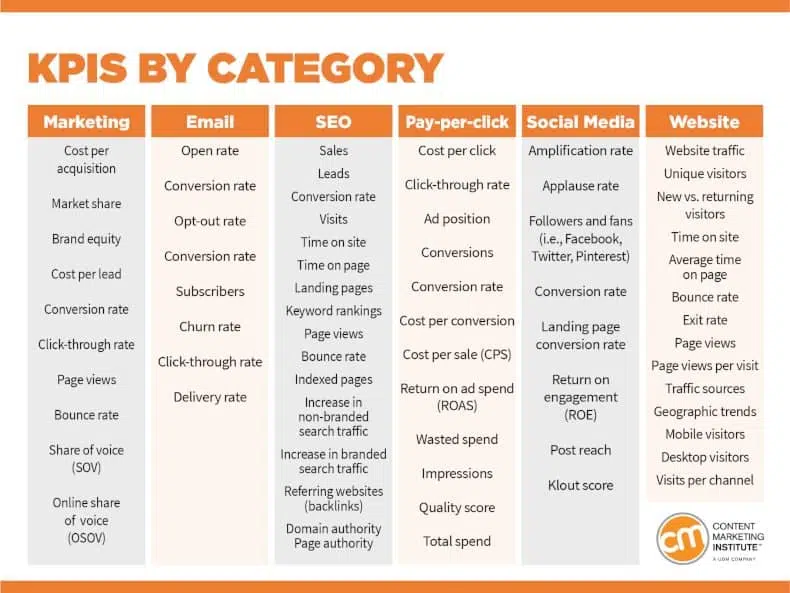 KPIS BY CATEGORY
Marketing
Cost per
acquisition
Market share
Brand equity
Cost per lead
Conversion rate
Click-through rate
Page views
Bounce rate
Share of voice
(SOV)
Online share
of voice
(OSOV)
Email
Open rate
Conversion rate
Opt-out rate
Conversion rate
Subscribers
Churn rate
Click-through rate
Delivery rate
SEO
Sales
Leads
Conversion rate
Visits
Time on site
Time on page
Landing pages
Keyword rankings
Page views
Bounce rate
Indexed pages
Increase in
non-branded
search traffic
Increase in branded
search traffic
Referring websites
(backlinks)
Domain authority
Page authority
Pay-per-click
Cost per click
Click-through rate
Ad position
Conversions
Conversion rate
Cost per conversion
Cost per sale (CPS)
Return on ad spend
(ROAS)
Wasted spend
Impressions
Quality score
Total spend
Social Media
Amplification rate
Applause rate
Followers and fans
(i.e., Facebook,
Twitter, Pinterest)
Conversion rate
Landing page
conversion rate
Return on
engagement
(ROE)
Post reach
Klout score
Website
Website traffic
Unique visitors
New vs. returning
visitors
Time on site
Average time
on page
Bounce rate
Exit rate
Page views
Page views per visit
Traffic sources
Geographic trends
Mobile visitors
Desktop visitors
Visits per channel
cm
CONTENT
MARKETING
INSTITUTE™
A UBM COMPANY